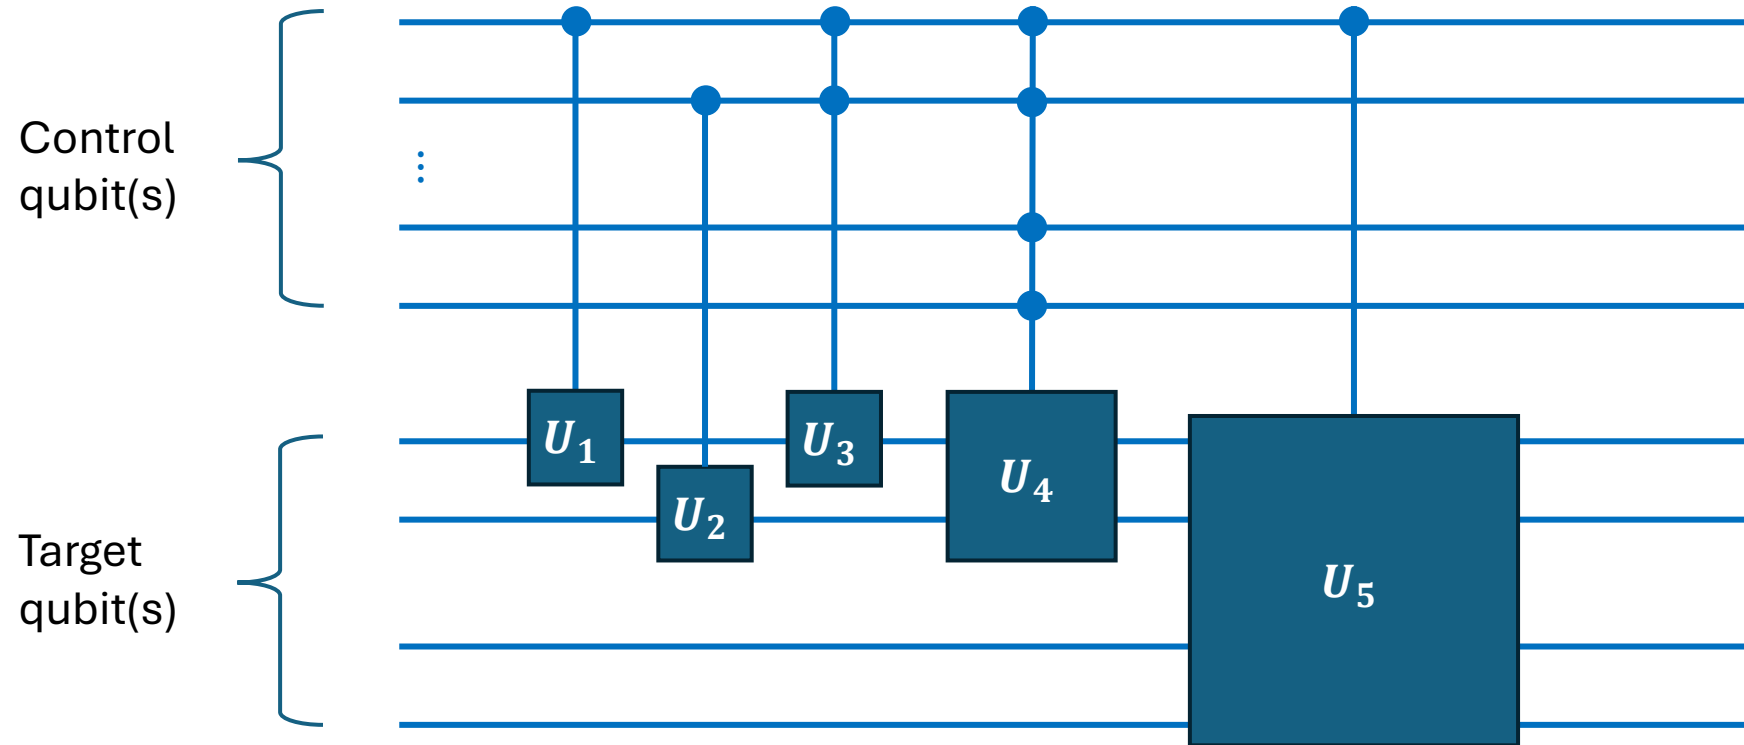 Control
qubit(s)
⋮
U₁
U₃
U₄
U₂
Target
qubit(s)
U₅